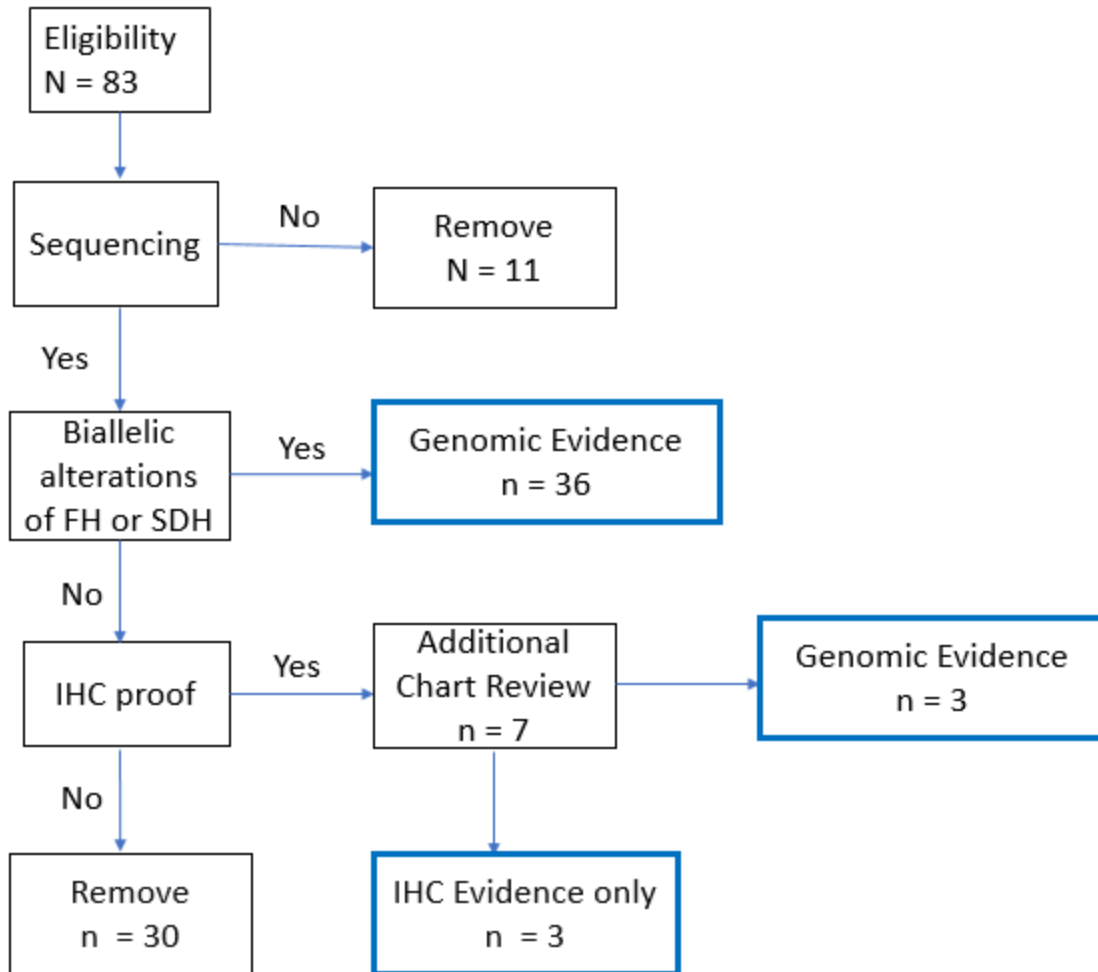 Eligibility
N = 83
Sequencing
No
Remove
N = 11
Yes
Biallelic
alterations
of FH or SDH
Yes
Genomic Evidence
n = 36
No
IHC proof
Yes
Additional
Chart Review
n = 7
Genomic Evidence
n = 3
No
Remove
n = 30
IHC Evidence only
n = 3